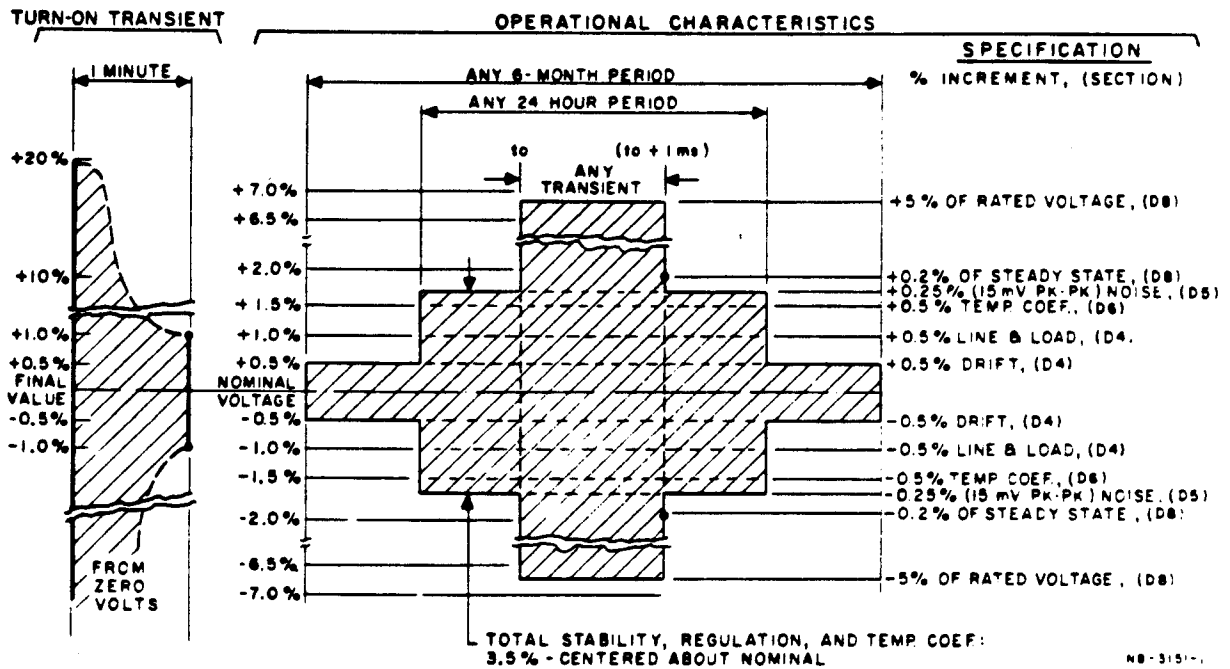 TURN-ON TRANSIENT
OPERATIONAL CHARACTERISTICS
SPECIFICATION
% INCREMENT, (SECTION)
1 MINUTE
ANY 6-MONTH PERIOD
ANY 24 HOUR PERIOD
to
(to + 1ms)
ANY
TRANSIENT
+20%
+10%
+1.0%
+0.5%
FINAL
VALUE
-0.5%
-1.0%
FROM
ZERO
VOLTS
+7.0%
+6.5%
+2.0%
+1.5%
+1.0%
+0.5%
NOMINAL
VOLTAGE
-0.5%
-1.0%
-1.5%
-2.0%
-6.5%
-7.0%
+5% OF RATED VOLTAGE, (D8)
+0.2% OF STEADY STATE, (D8)
+0.25% (15mV PK-PK) NOISE, (D5)
+0.5% TEMP COEF., (D6)
+0.5% LINE & LOAD, (D4.
+0.5% DRIFT, (D4)
-0.5% DRIFT, (D4)
-0.5% LINE & LOAD, (D4)
-0.5% TEMP COEF., (D6)
-0.25% (15 mV PK-PK) NOISE, (D5)
-0.2% OF STEADY STATE, (D8)
-5% OF RATED VOLTAGE, (D8)
TOTAL STABILITY, REGULATION, AND TEMP. COEF.:
3.5% - CENTERED ABOUT NOMINAL